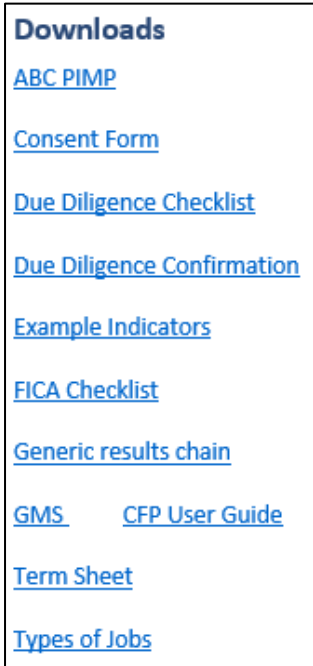 Downloads
ABC PIMP
Consent Form
Due Diligence Checklist
Due Diligence Confirmation
Example Indicators
FICA Checklist
Generic results chain
GMS CFP User Guide
Term Sheet
Types of Jobs